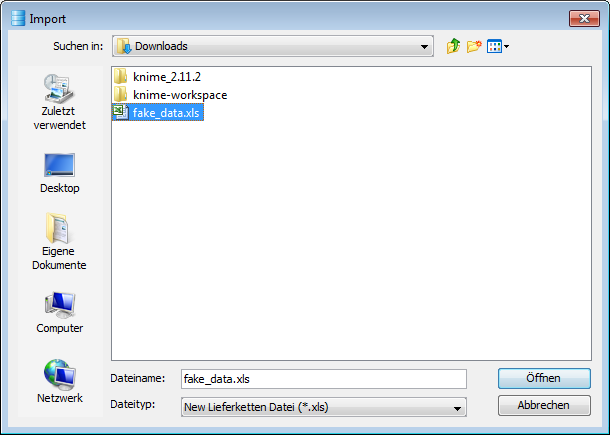 Import
Suchen in:
Downloads
knime_2.11.2
knime-workspace
fake_data.xls
Zuletzt
verwendet
Desktop
Eigene
Dokumente
Computer
Netzwerk
Dateiname:
fake_data.xls
Öffnen
Dateityp:
New Lieferketten Datei (*.xls)
Abbrechen